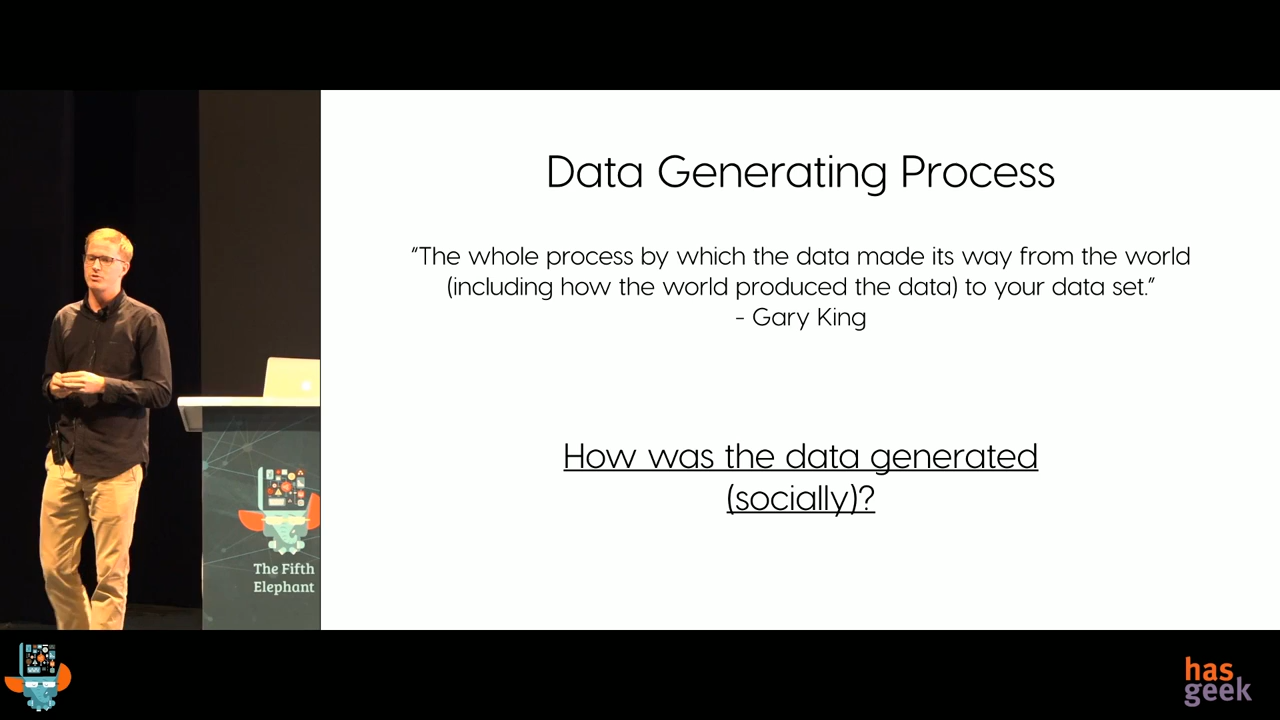 Data Generating Process
“The whole process by which the data made its way from the world
(including how the world produced the data) to your data set.”
- Gary King
How was the data generated
(socially)?
The Fifth
Elephant
has
geek